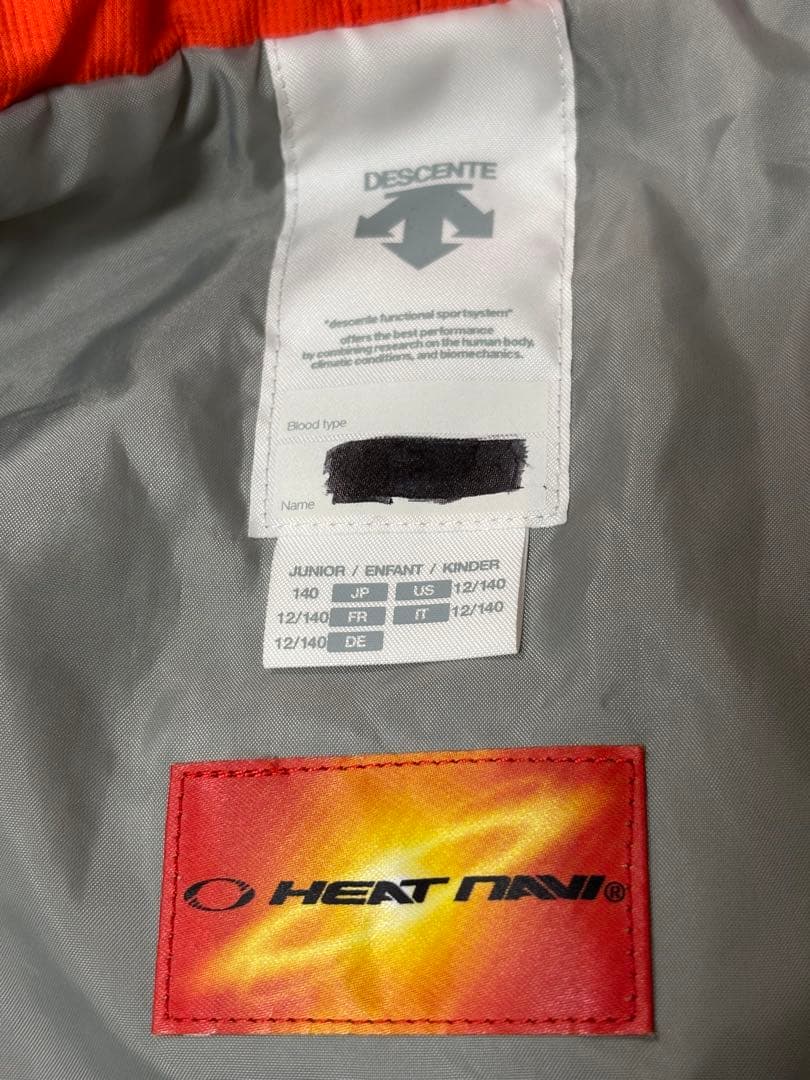 DESCENTE
"descente functional sportsystem"
offers the best performance
by combining research on the human body,
climatic conditions, and biomechanics.
Blood type
Name
JUNIOR / ENFANT / KINDER
140 JP US 12/140
12/140 FR IT 12/140
12/140 DE
HEAT NAVI®